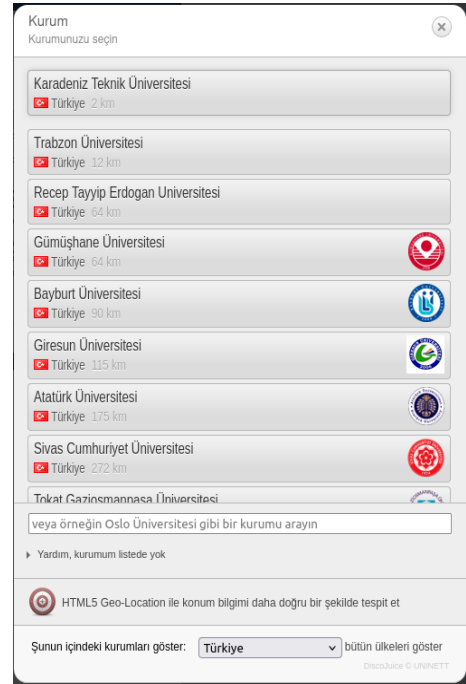 Kurum
Kurumunuzu seçin
Karadeniz Teknik Üniversitesi
Türkiye 2 km
Trabzon Üniversitesi
Türkiye 12 km
Recep Tayyip Erdogan Universitesi
Türkiye 64 km
Gümüşhane Üniversitesi
Türkiye 64 km
Bayburt Üniversitesi
Türkiye 90 km
Giresun Üniversitesi
Türkiye 115 km
Atatürk Üniversitesi
Türkiye 175 km
Sivas Cumhuriyet Üniversitesi
Türkiye 272 km
Tokat Gaziosmanpaşa Üniversitesi
veya örneğin Oslo Üniversitesi gibi bir kurumu arayın
Yardım, kurumum listede yok
HTML5 Geo-Location ile konum bilgimi daha doğru bir şekilde tespit et
Şunun içindeki kurumları göster: Türkiye bütün ülkeleri göster
DiscoJuice © UNINETT